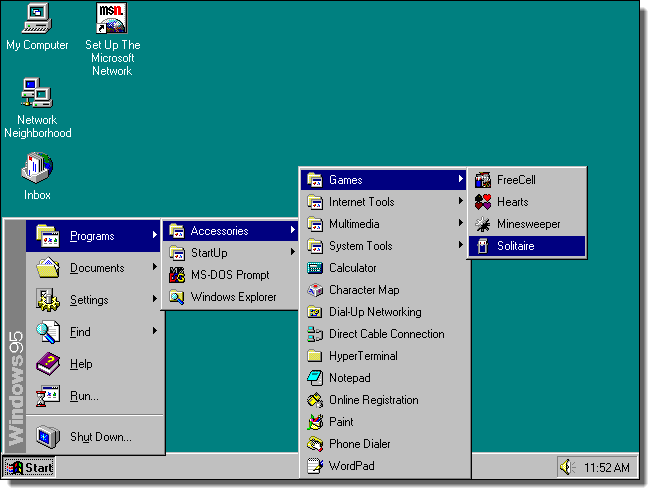 My Computer
msn.
Set Up The
Microsoft
Network
Network
Neighborhood
Inbox
Programs
Documents
Settings
Find
Help
Run...
Shut Down...
Windows95
Accessories
StartUp
MS-DOS Prompt
Windows Explorer
Games
Internet Tools
Multimedia
System Tools
Calculator
Character Map
Dial-Up Networking
Direct Cable Connection
HyperTerminal
Notepad
Online Registration
Paint
Phone Dialer
WordPad
FreeCell
Hearts
Minesweeper
Solitaire
Start
11:52 AM